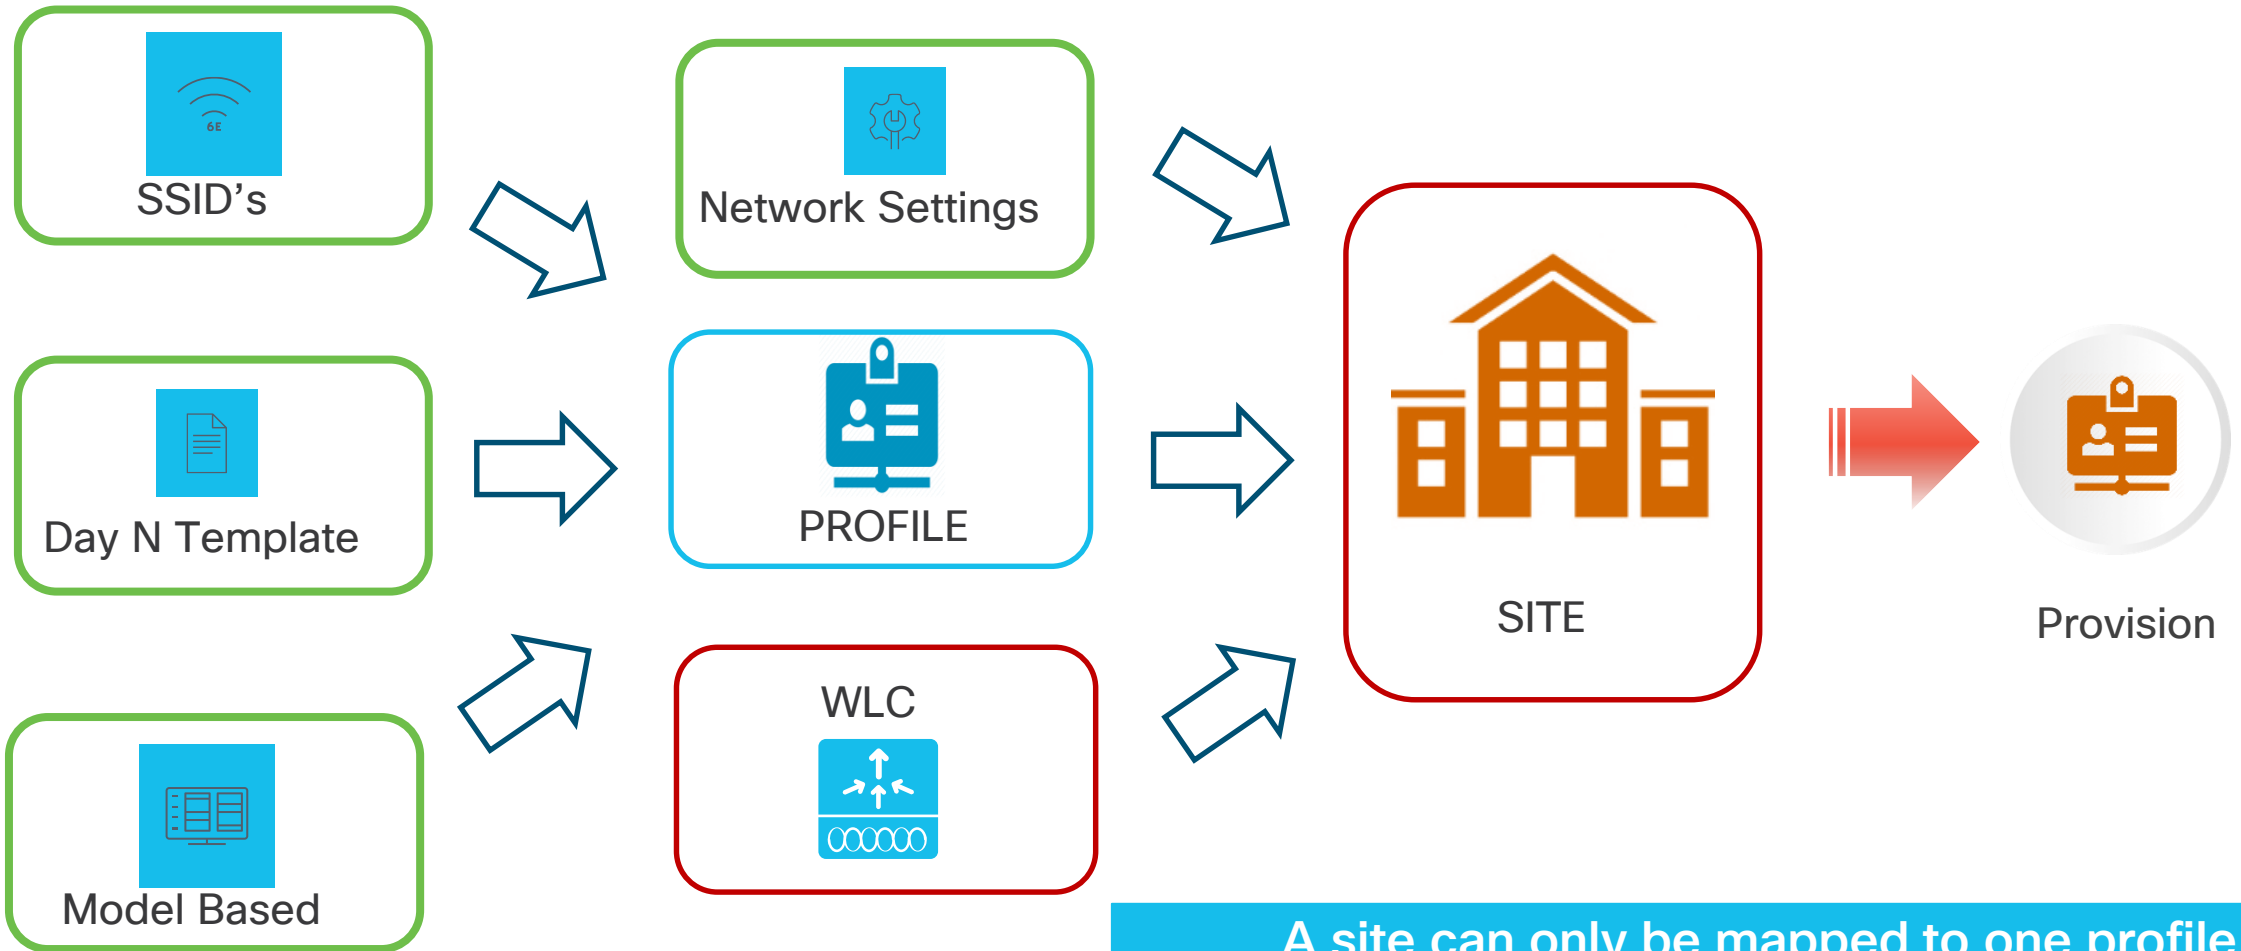 6E
SSID's
Network Settings
Day N Template
PROFILE
SITE
Provision
WLC
Model Based
A site can only be mapped to one profile